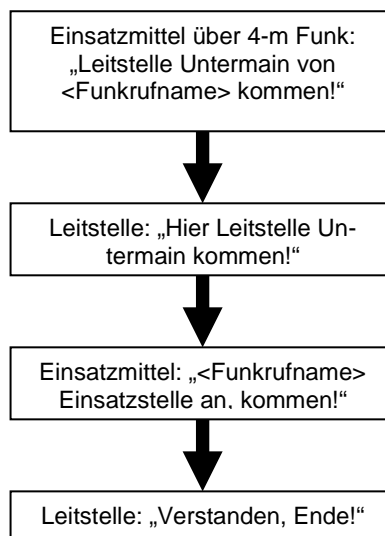 Einsatzmittel über 4-m Funk:
„Leitstelle Untermain von
<Funkrufname> kommen!“
Leitstelle: „Hier Leitstelle Un-
termain kommen!“
Einsatzmittel: „<Funkrufname>
Einsatzstelle an, kommen!“
Leitstelle: „Verstanden, Ende!“